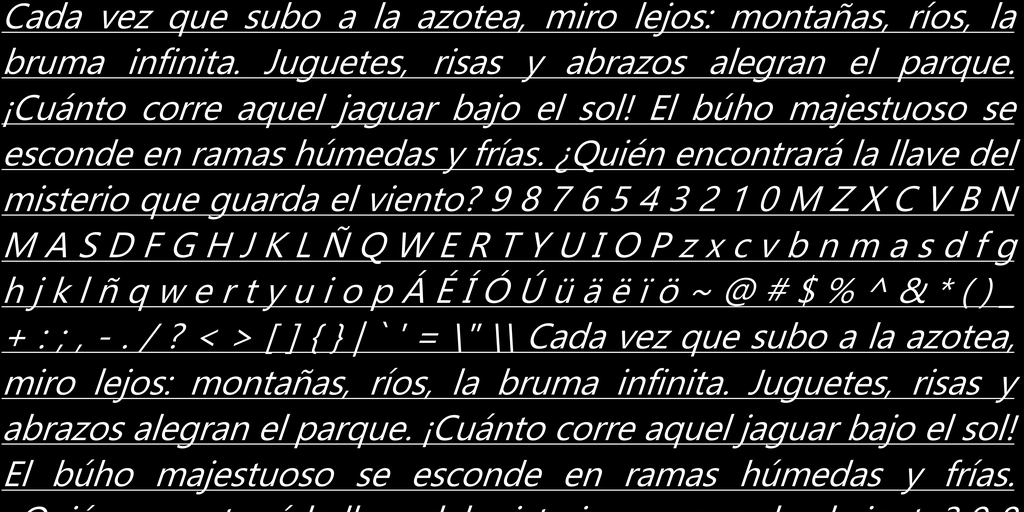 Cada vez que subo a la azotea, miro lejos: montañas, ríos, la
bruma infinita. Juguetes, risas y abrazos alegran el parque.
¡Cuánto corre aquel jaguar bajo el sol! El búho majestuoso se
esconde en ramas húmedas y frías. ¿Quién encontrará la llave del
misterio que guarda el viento? 9 8 7 6 5 4 3 2 1 0 M Z X C V B N
M A S D F G H J K L Ñ Q W E R T Y U I O P z x c v b n m a s d f g
h j k l ñ q w e r t y u i o p Á É Í Ó Ú ü ä ë ï ö ~ @ # $ % ^ & * ( ) _
+ : ; , - . / ? < > [ ] { } | ` ' = \" \\ Cada vez que subo a la azotea,
miro lejos: montañas, ríos, la bruma infinita. Juguetes, risas y
abrazos alegran el parque. ¡Cuánto corre aquel jaguar bajo el sol!
El búho majestuoso se esconde en ramas húmedas y frías.